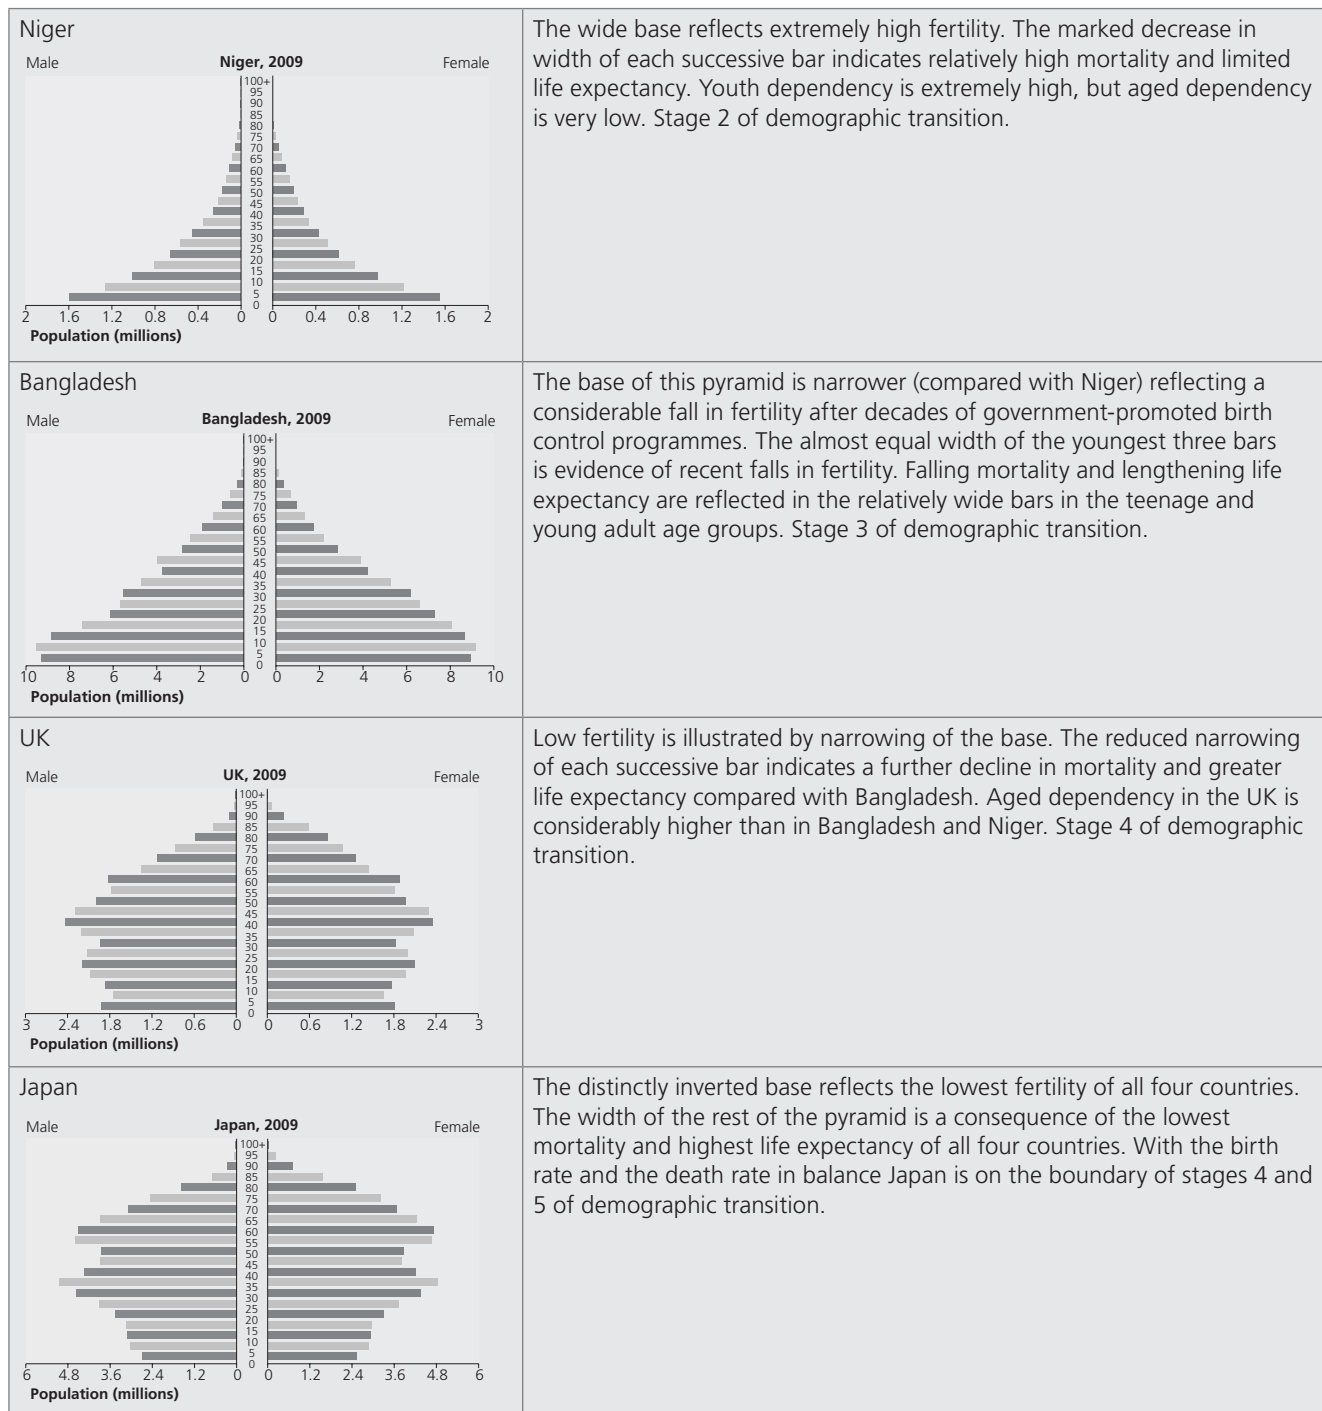 Niger
Male Niger, 2009 Female
100+
95
90
85
80
75
70
65
60
55
50
45
40
35
30
25
20
15
10
5
0
2 1.6 1.2 0.8 0.4 0 0 0.4 0.8 1.2 1.6 2
Population (millions)
The wide base reflects extremely high fertility. The marked decrease in
width of each successive bar indicates relatively high mortality and limited
life expectancy. Youth dependency is extremely high, but aged dependency
is very low. Stage 2 of demographic transition.
Bangladesh
Male Bangladesh, 2009 Female
100+
95
90
85
80
75
70
65
60
55
50
45
40
35
30
25
20
15
10
5
0
10 8 6 4 2 0 0 2 4 6 8 10
Population (millions)
The base of this pyramid is narrower (compared with Niger) reflecting a
considerable fall in fertility after decades of government-promoted birth
control programmes. The almost equal width of the youngest three bars
is evidence of recent falls in fertility. Falling mortality and lengthening life
expectancy are reflected in the relatively wide bars in the teenage and
young adult age groups. Stage 3 of demographic transition.
UK
Male UK, 2009 Female
100+
95
90
85
80
75
70
65
60
55
50
45
40
35
30
25
20
15
10
5
0
3 2.4 1.8 1.2 0.6 0 0 0.6 1.2 1.8 2.4 3
Population (millions)
Low fertility is illustrated by narrowing of the base. The reduced narrowing
of each successive bar indicates a further decline in mortality and greater
life expectancy compared with Bangladesh. Aged dependency in the UK is
considerably higher than in Bangladesh and Niger. Stage 4 of demographic
transition.
Japan
Male Japan, 2009 Female
100+
95
90
85
80
75
70
65
60
55
50
45
40
35
30
25
20
15
10
5
0
6 4.8 3.6 2.4 1.2 0 0 1.2 2.4 3.6 4.8 6
Population (millions)
The distinctly inverted base reflects the lowest fertility of all four countries.
The width of the rest of the pyramid is a consequence of the lowest
mortality and highest life expectancy of all four countries. With the birth
rate and the death rate in balance Japan is on the boundary of stages 4 and
5 of demographic transition.